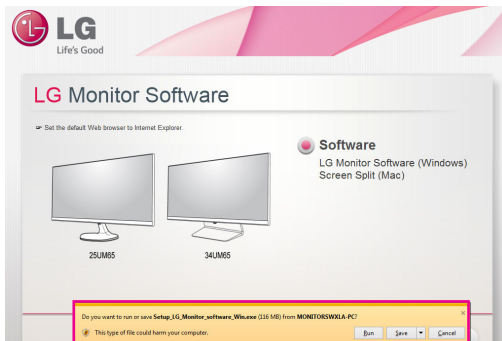 LG
Life's Good
LG Monitor Software
☞ Set the default Web browser to Internet Explorer.
Software
LG Monitor Software (Windows)
Screen Split (Mac)
25UM65
34UM65
Do you want to run or save Setup_LG_Monitor_software_Win.exe (116 MB) from MONITORSWXLA-PC?
×
This type of file could harm your computer.
Run Save ▼ Cancel